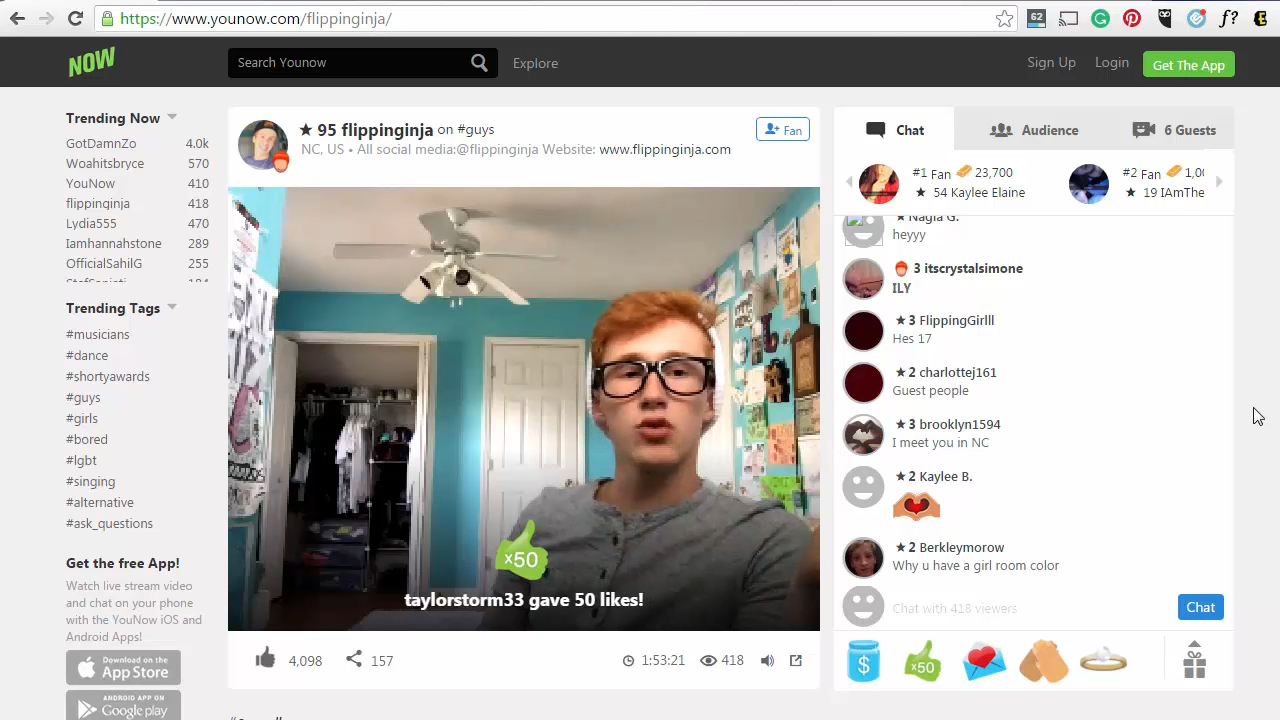 https://www.younow.com/flippinginja/
62
f?
NOW
Search Younow
Explore
Sign Up
Login
Get The App
Trending Now
GotDamnZo 4.0k
Woahitsbryce 570
YouNow 410
flippinginja 418
Lydia555 470
Iamhannahstone 289
OfficialSahilG 255
Trending Tags
#musicians
#dance
#shortyawards
#guys
#girls
#bored
#lgbt
#singing
#alternative
#ask_questions
Get the free App!
Watch live stream video
and chat on your phone
with the YouNow iOS and
Android Apps!
Download on the
App Store
ANDROID APP ON
Google play
★ 95 flippinginja on #guys
NC, US • All social media:@flippinginja Website: www.flippinginja.com
Fan
x50
taylorstorm33 gave 50 likes!
4,098
157
1:53:21
418
Chat
Audience
6 Guests
#1 Fan 23,700
★ 54 Kaylee Elaine
#2 Fan 1,00
★ 19 IAmThe
★ Nagla G.
heyyy
3 itscrystalsimone
ILY
★ 3 FlippingGirlll
Hes 17
★ 2 charlottej161
Guest people
★ 3 brooklyn1594
I meet you in NC
★ 2 Kaylee B.
★ 2 Berkleymorow
Why u have a girl room color
Chat with 418 viewers
Chat
$
x50